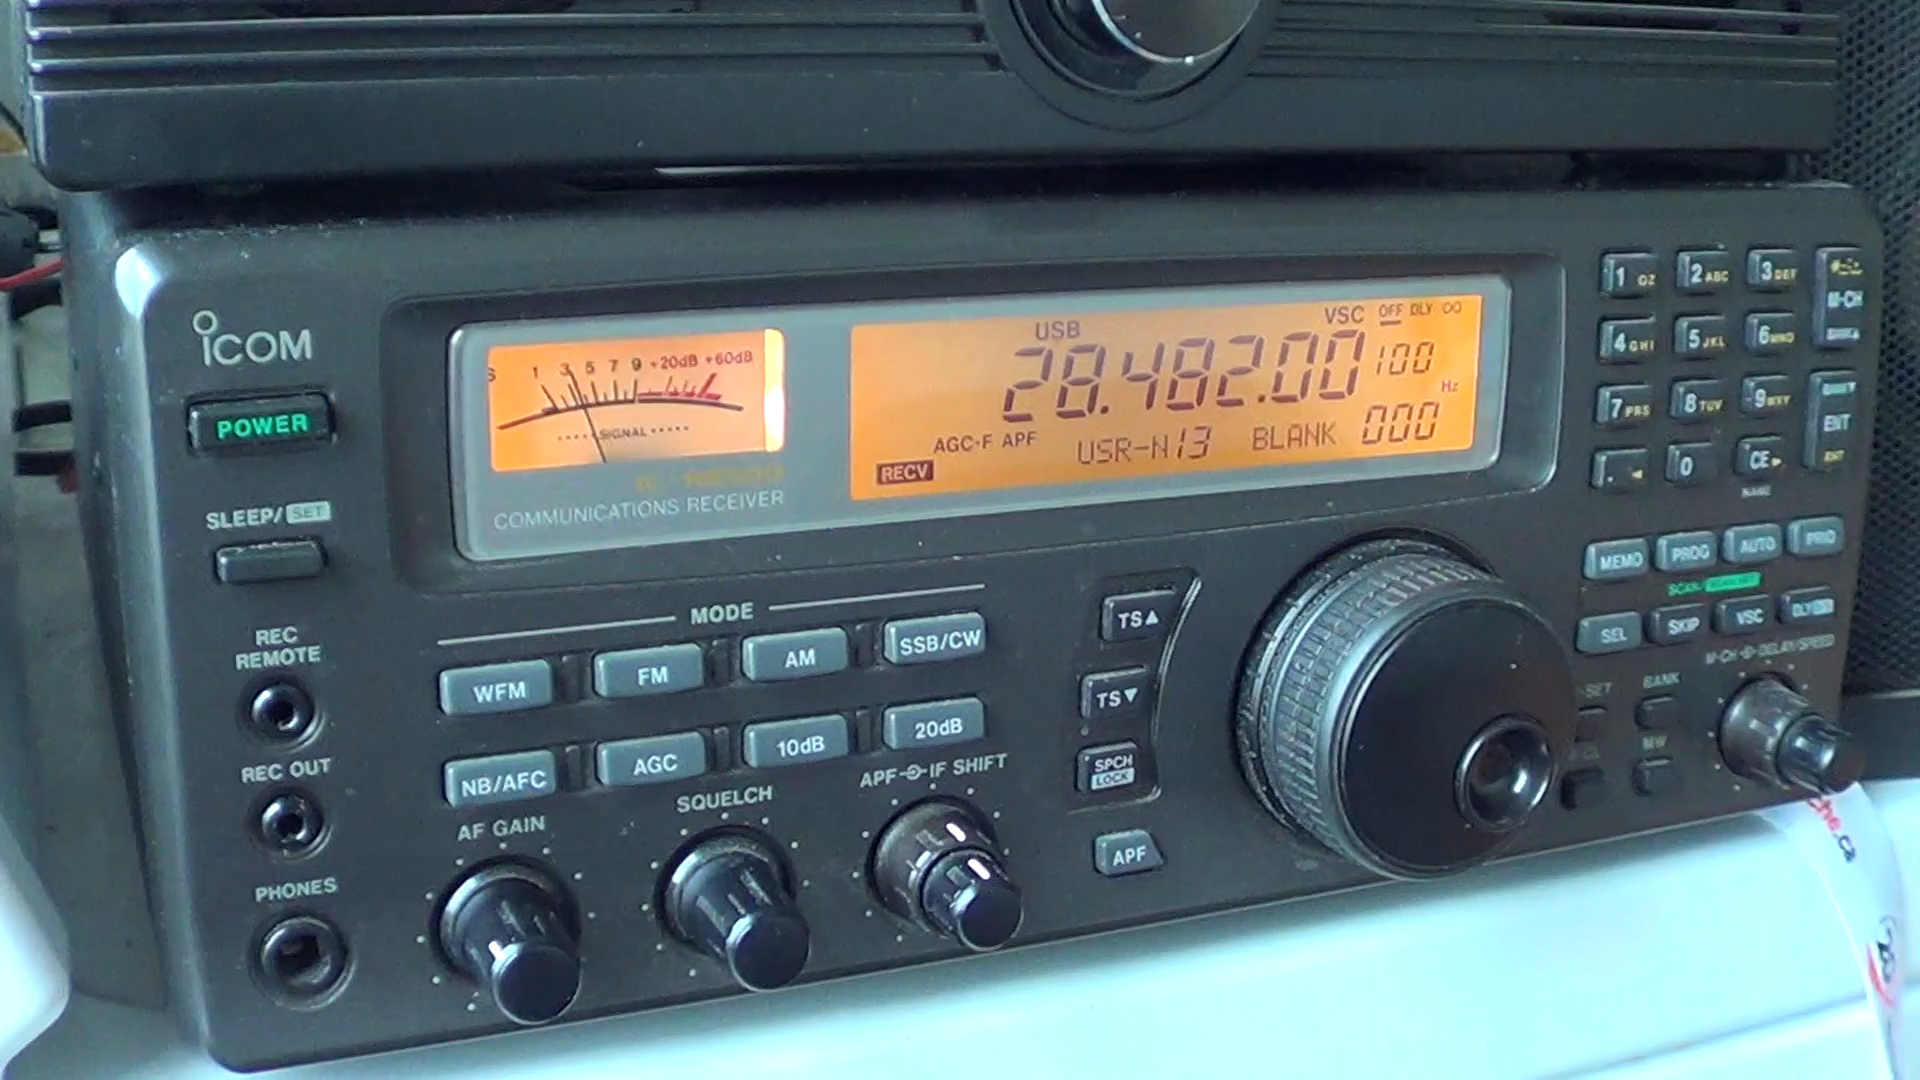 ICOM
POWER
SLEEP/SET
REC REMOTE
REC OUT
PHONES
S 1 3 5 7 9 +20dB +60dB
SIGNAL
COMMUNICATIONS RECEIVER
USB
VSC OFF DLY ∞
28.482.00 100 Hz
AGC-F APF USR-N13 BLANK 000
RECV
MODE
WFM FM AM SSB/CW
NB/AFC AGC 10dB 20dB
AF GAIN SQUELCH APF IF SHIFT
TS▲
TS▼
SPCH
LOCK
APF
1 QZ 2 ABC 3 DEF
M-CH
4 GHI 5 JKL 6 MNO
7 PRS 8 TUV 9 WXY
ENT
. ◀ 0 CE ▶
NAME
MEMO PROG AUTO PRIO
SCAN
SEL SKIP VSC DLY
M-CH DELAY/SPEED
BANK
MW